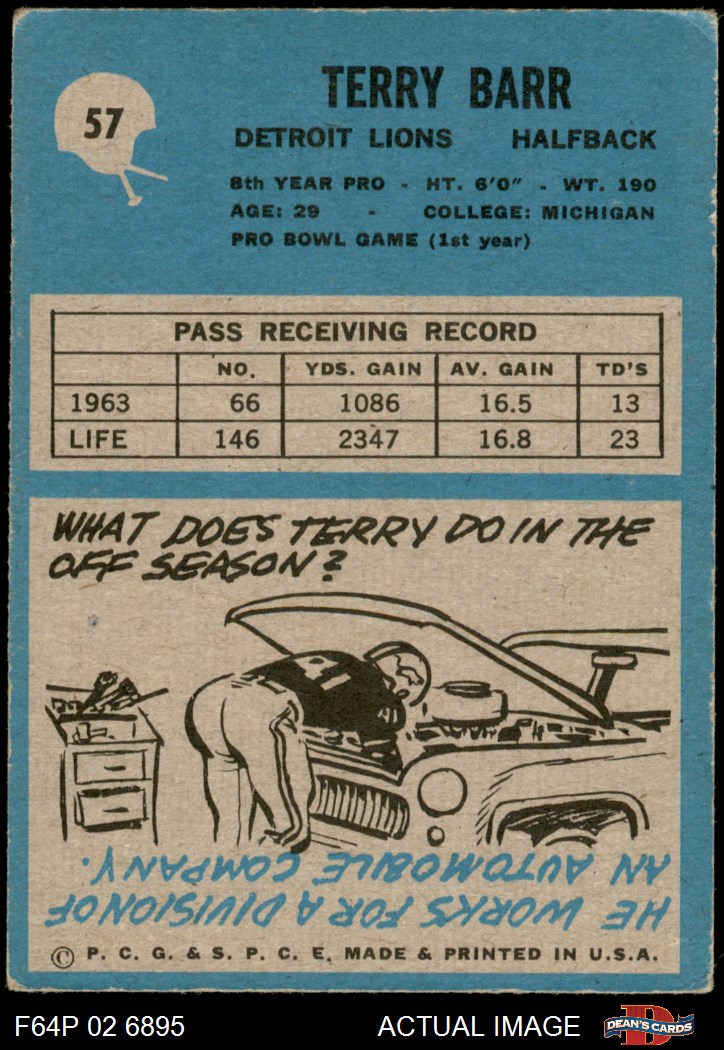 57
TERRY BARR
DETROIT LIONS HALFBACK
8th YEAR PRO - HT. 6'0" - WT. 190
AGE: 29 - COLLEGE: MICHIGAN
PRO BOWL GAME (1st year)
PASS RECEIVING RECORD
NO. YDS. GAIN AV. GAIN TD'S
1963 66 1086 16.5 13
LIFE 146 2347 16.8 23
WHAT DOES TERRY DO IN THE
OFF SEASON?
HE WORKS FOR A DIVISION OF
AN AUTOMOBILE COMPANY.
© P. C. G. & S. P. C. E. MADE & PRINTED IN U.S.A.
F64P 02 6895 ACTUAL IMAGE
D
DEAN'S CARDS